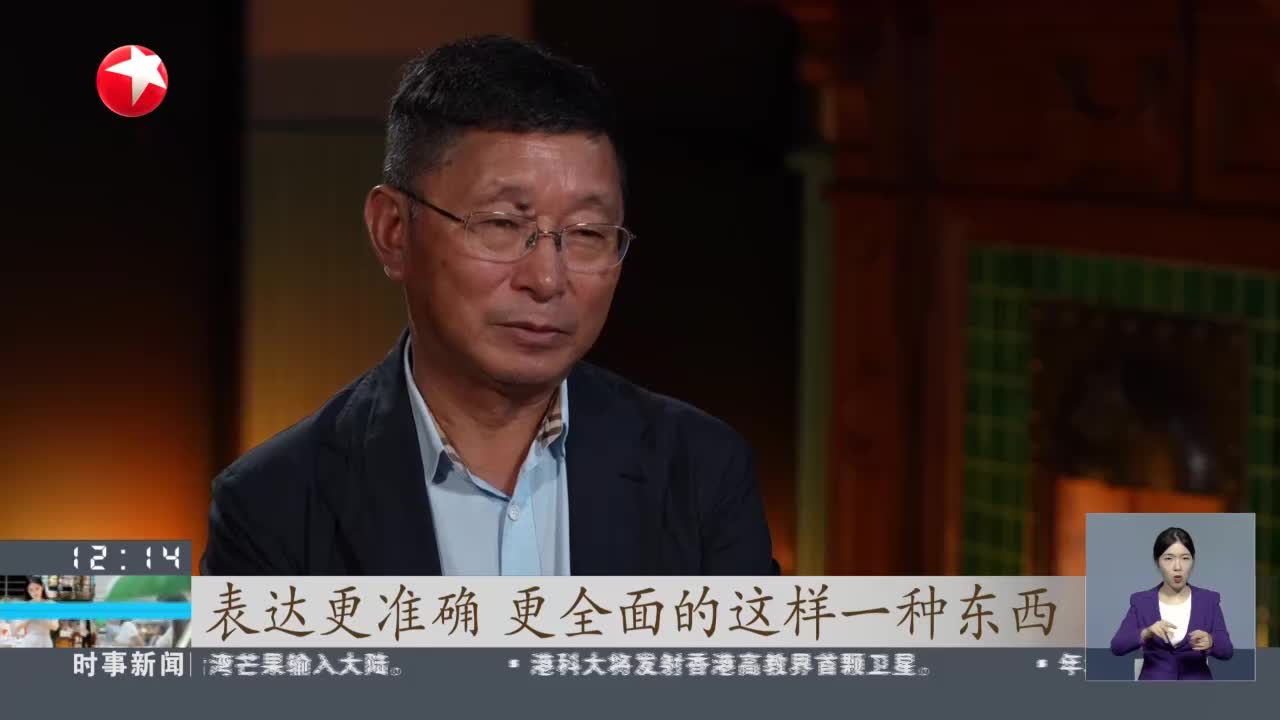 12:14
表达更准确 更全面的这样一种东西
时事新闻 湾芒果输入大陆。 • 港科大将发射香港高教界首颗卫星。 • 年